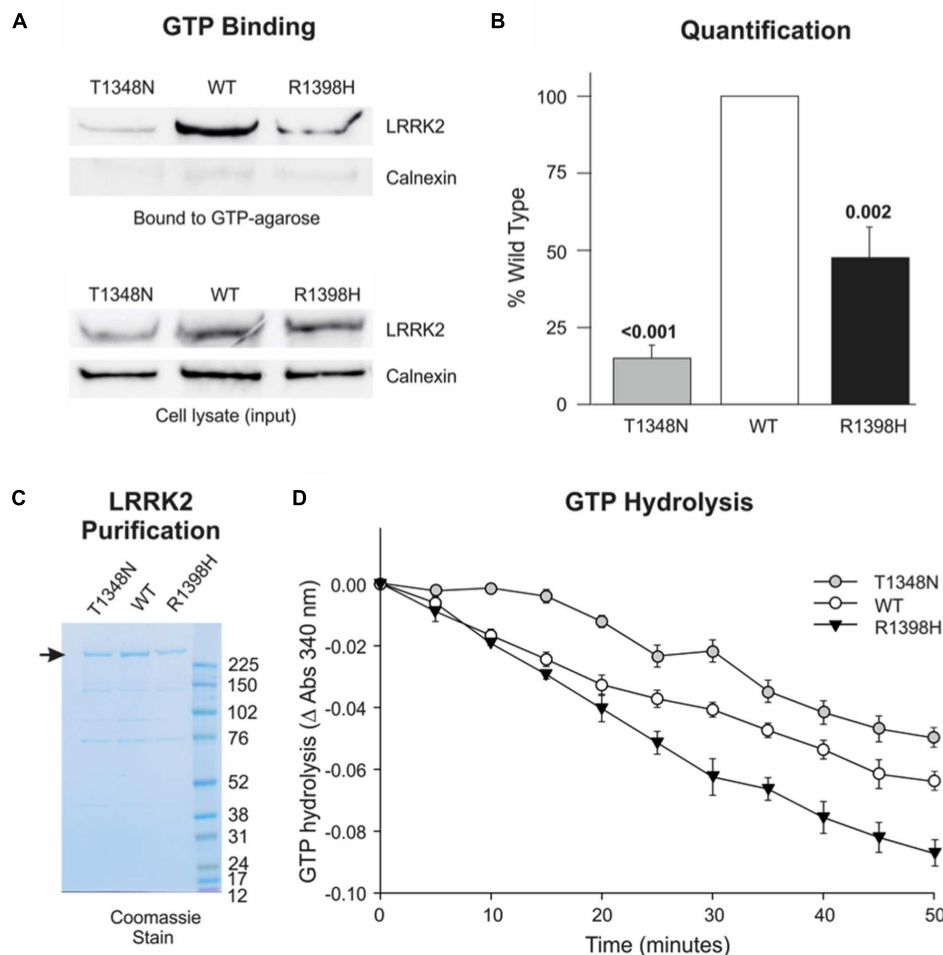 A
GTP Binding
T1348N WT R1398H
LRRK2
Calnexin
Bound to GTP-agarose
T1348N WT R1398H
LRRK2
Calnexin
Cell lysate (input)
B
Quantification
% Wild Type
100
75
50
25
0
<0.001
0.002
T1348N WT R1398H
C
LRRK2
Purification
T1348N WT R1398H
225
150
102
76
52
38
31
24
17
12
Coomassie
Stain
D
GTP Hydrolysis
GTP hydrolysis (Δ Abs 340 nm)
0.00
-0.02
-0.04
-0.06
-0.08
-0.10
T1348N
WT
R1398H
0 10 20 30 40 50
Time (minutes)